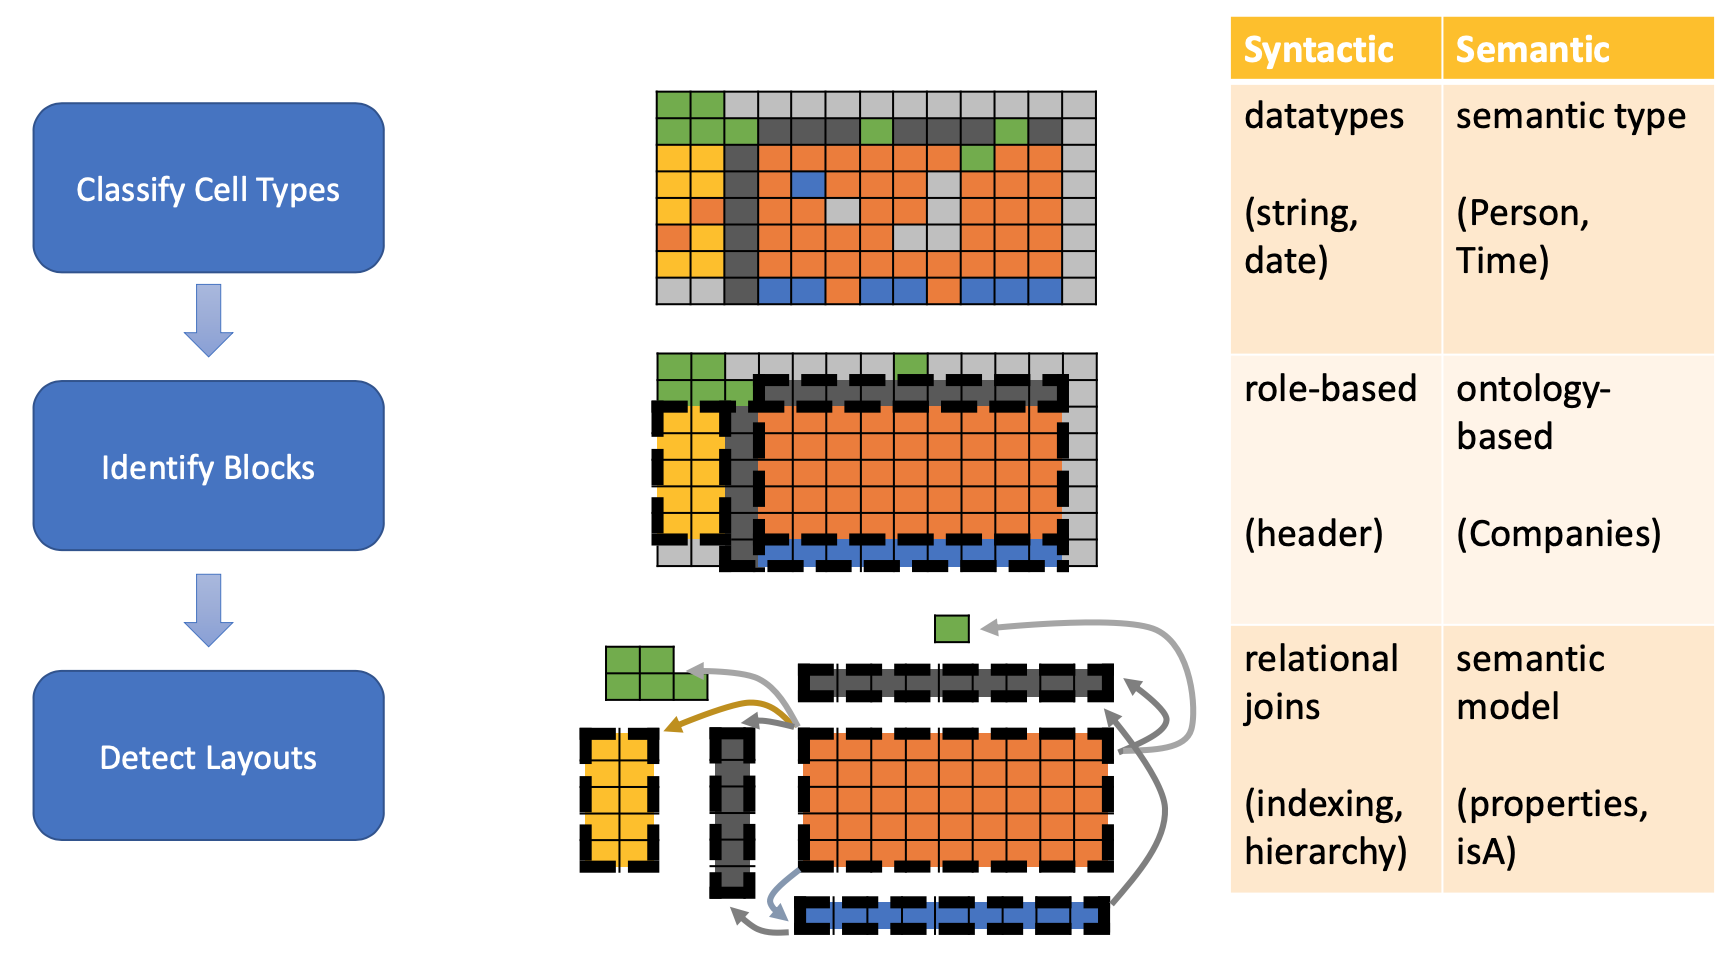 Classify Cell Types
Identify Blocks
Detect Layouts
Syntactic
Semantic
datatypes
(string,
date)
semantic type
(Person,
Time)
role-based
(header)
ontology-
based
(Companies)
relational
joins
(indexing,
hierarchy)
semantic
model
(properties,
isA)